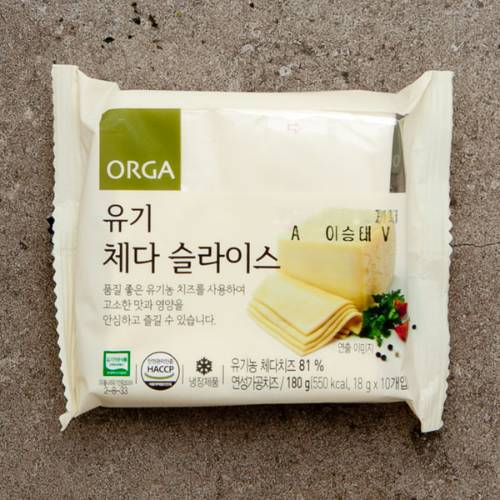 ORGA
유기
체다 슬라이스
A 이승태 V
품질 좋은 유기농 치즈를 사용하여
고소한 맛과 영양을
안심하고 즐길 수 있습니다.
연출 이미지
HACCP
냉장제품
2-8-33
유기농 체다치즈 81 %
연성가공치즈 / 180 g (550 kcal, 18 g x 10개입)